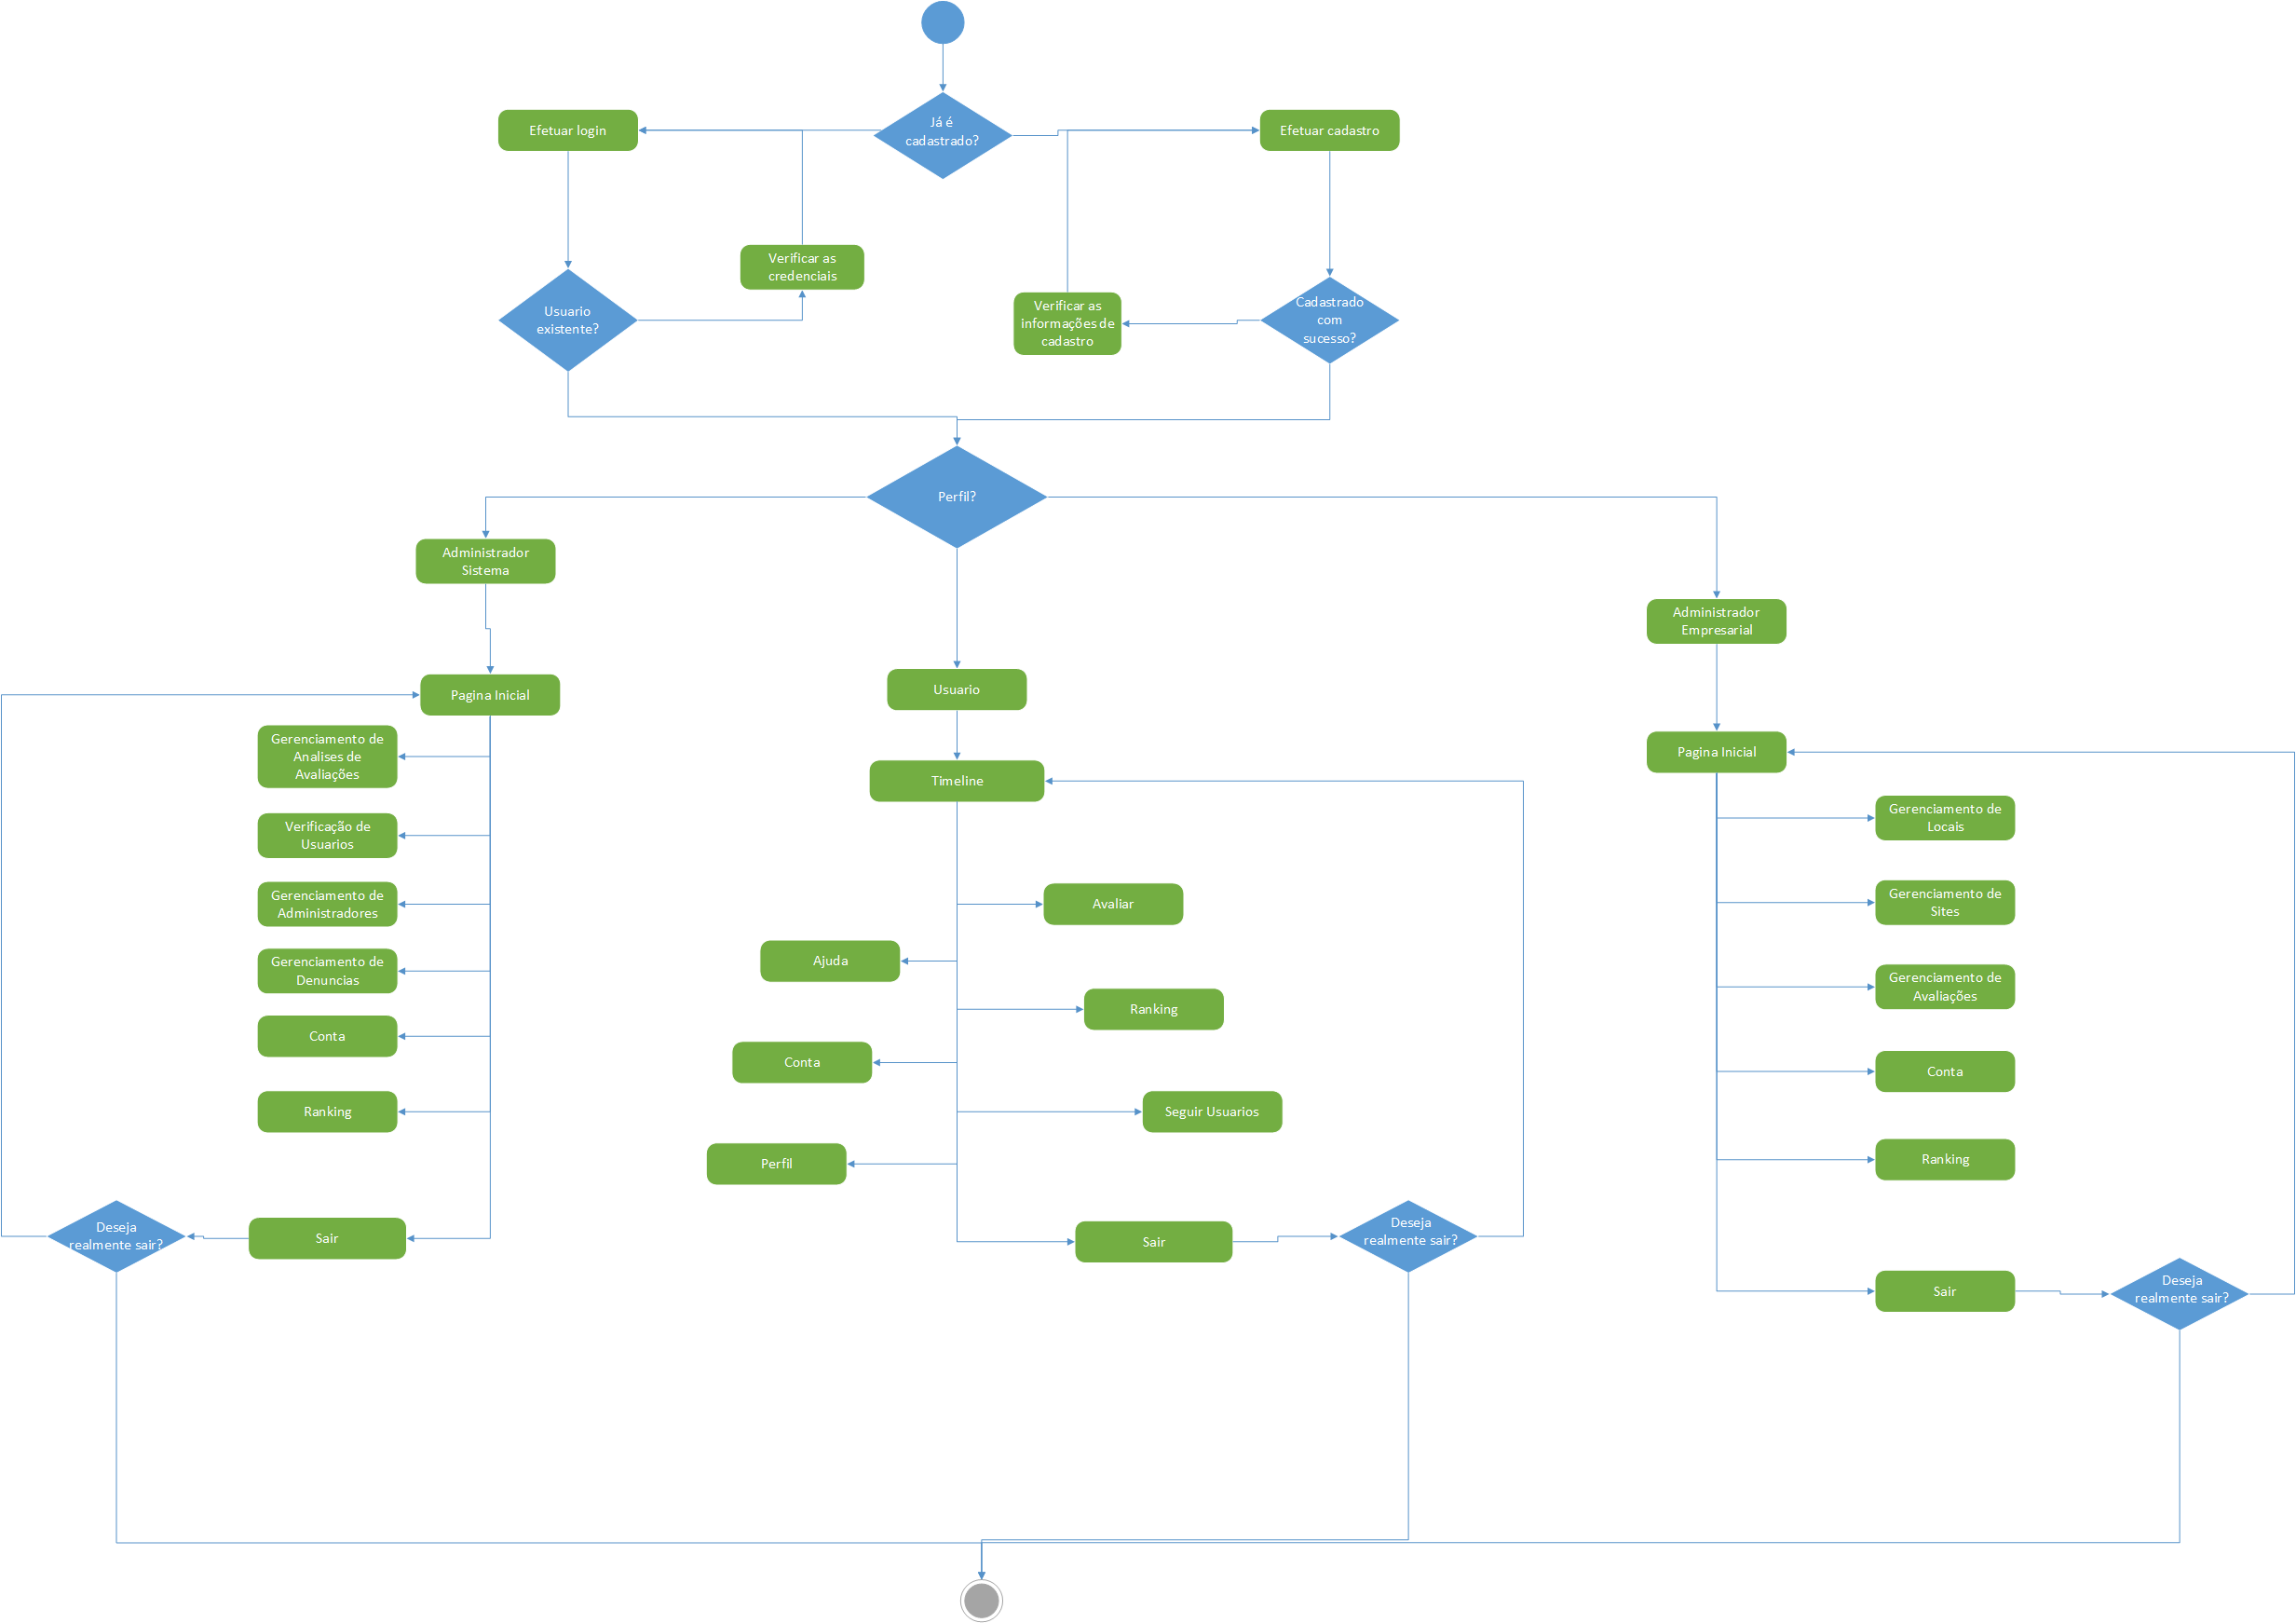 Já é
cadastrado?
Efetuar login
Efetuar cadastro
Verificar as
credenciais
Usuario
existente?
Verificar as
informações de
cadastro
Cadastrado
com
sucesso?
Perfil?
Administrador
Sistema
Pagina Inicial
Gerenciamento de
Analises de
Avaliações
Verificação de
Usuarios
Gerenciamento de
Administradores
Gerenciamento de
Denuncias
Conta
Ranking
Sair
Deseja
realmente sair?
Usuario
Timeline
Avaliar
Ajuda
Ranking
Conta
Seguir Usuarios
Perfil
Sair
Deseja
realmente sair?
Administrador
Empresarial
Pagina Inicial
Gerenciamento de
Locais
Gerenciamento de
Sites
Gerenciamento de
Avaliações
Conta
Ranking
Sair
Deseja
realmente sair?